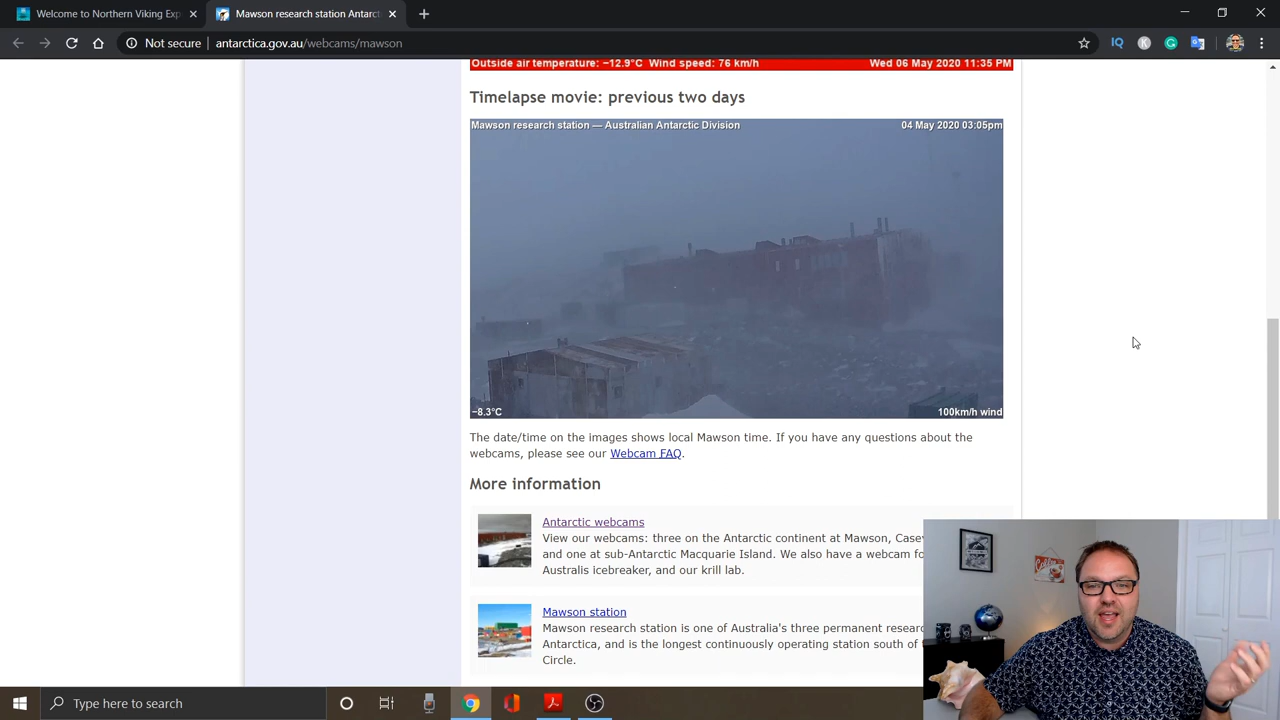 Welcome to Northern Viking Exp
Mawson research station Antarct
Not secure
antarctica.gov.au/webcams/mawson
IQ
K
Outside air temperature: −12.9°C Wind speed: 76 km/h
Wed 06 May 2020 11:35 PM
Timelapse movie: previous two days
Mawson research station — Australian Antarctic Division
04 May 2020 03:05pm
−8.3°C
100km/h wind
The date/time on the images shows local Mawson time. If you have any questions about the
webcams, please see our Webcam FAQ.
More information
Antarctic webcams
View our webcams: three on the Antarctic continent at Mawson, Casey
and one at sub-Antarctic Macquarie Island. We also have a webcam fo
Australis icebreaker, and our krill lab.
Mawson station
Mawson research station is one of Australia's three permanent researc
Antarctica, and is the longest continuously operating station south of
Circle.
Coffee
Type here to search